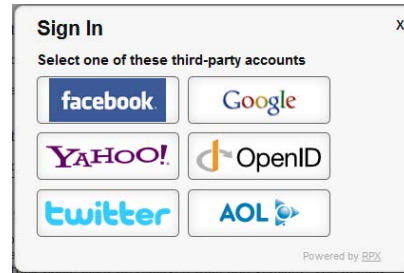 Sign In X
Select one of these third-party accounts
facebook. Google
YAHOO! OpenID
twitter AOL
Powered by RPX